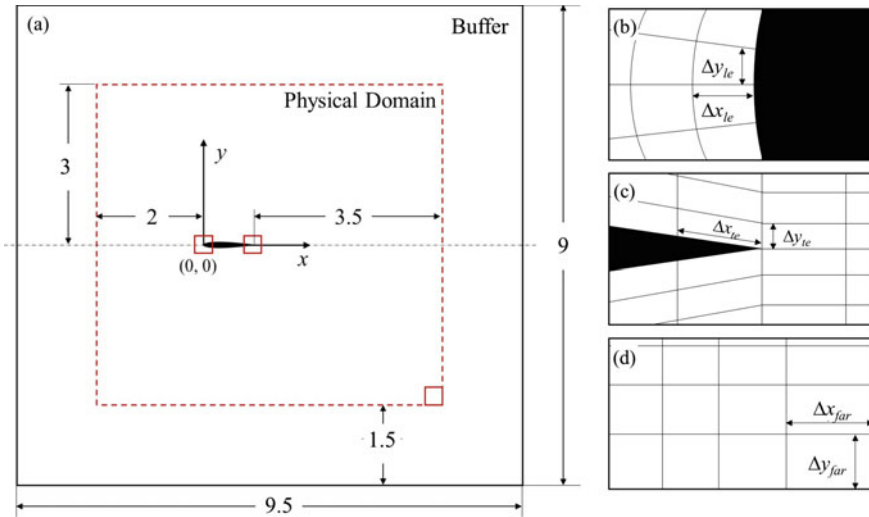 (a)
Buffer
Physical Domain
3
y
2
3.5
(0, 0)
x
9
1.5
9.5
(b)
Δy_le
Δx_le
(c)
Δx_te
Δy_te
(d)
Δx_far
Δy_far